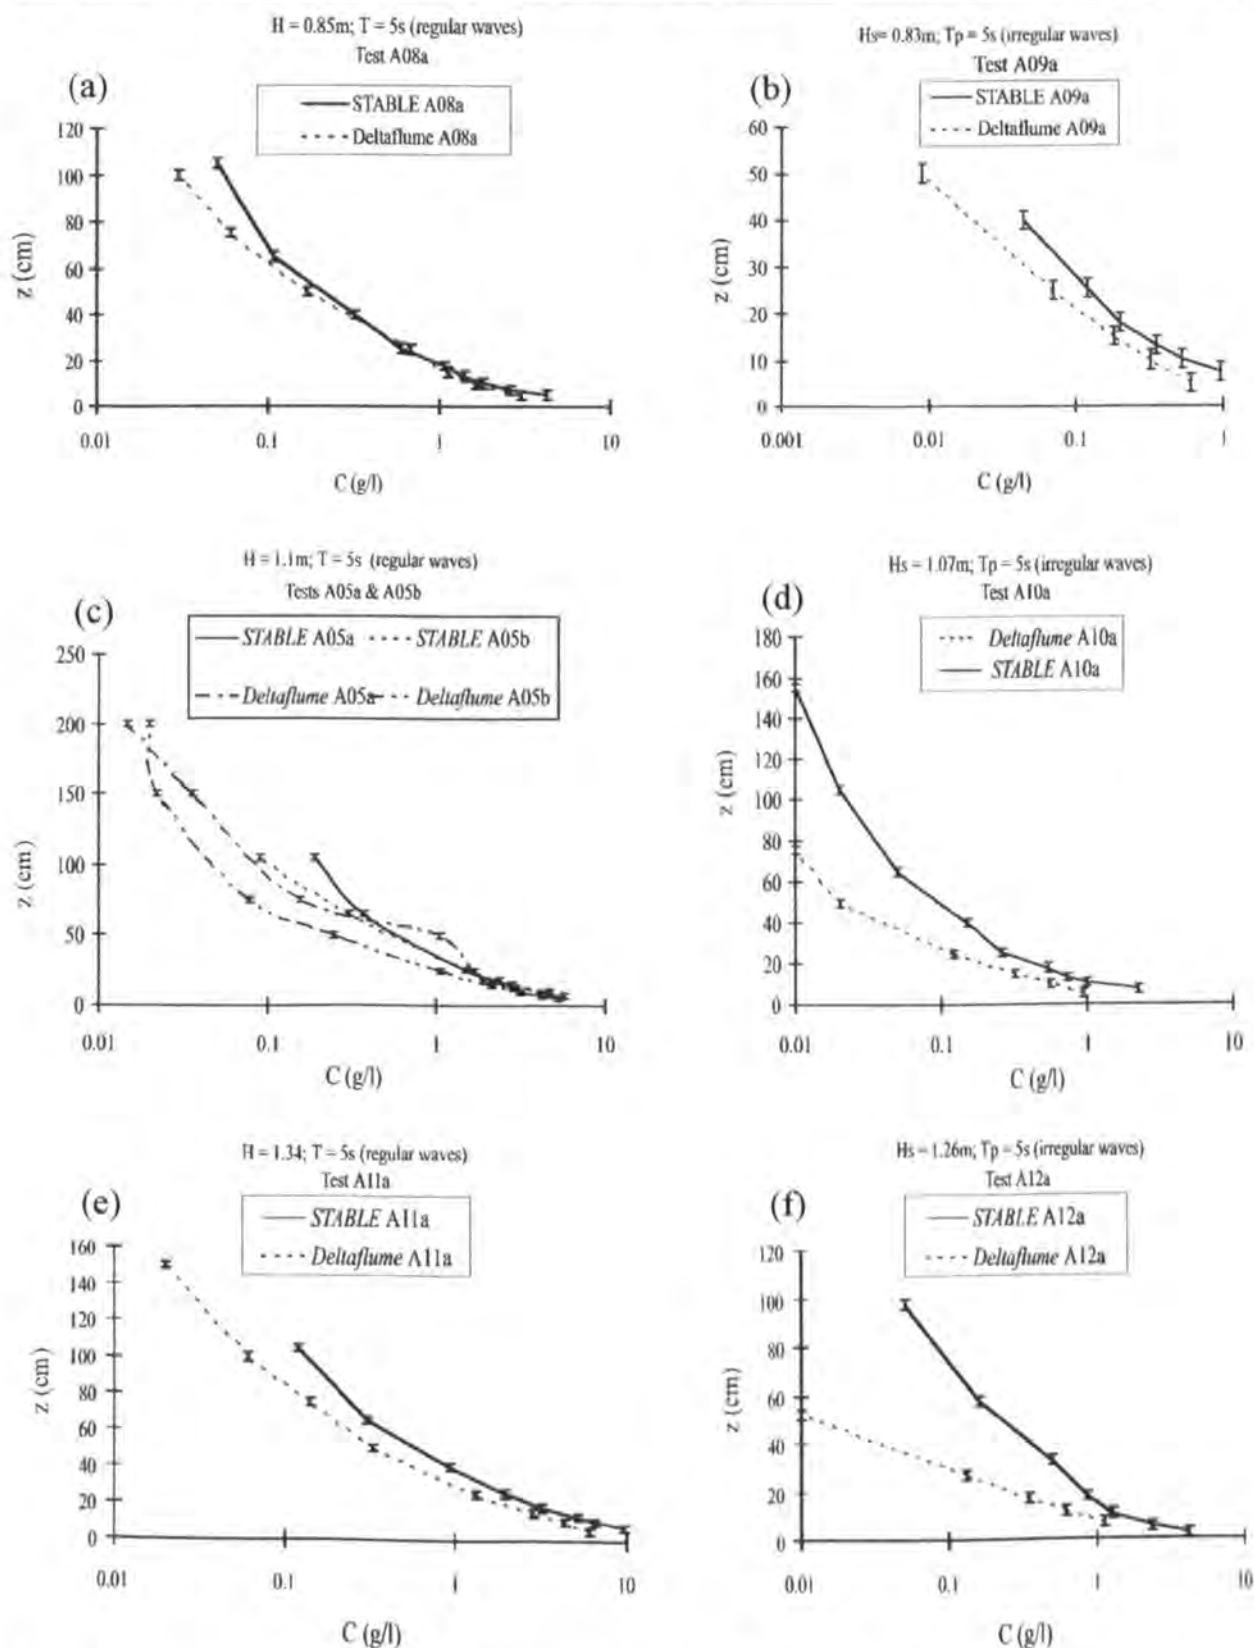 H = 0.85m; T = 5s (regular waves)
Test A08a
(a)
STABLE A08a
Deltaflume A08a
120
100
80
60
40
20
0
z (cm)
0.01
0.1
1
10
C (g/l)
Hs= 0.83m; Tp = 5s (irregular waves)
Test A09a
(b)
STABLE A09a
Deltaflume A09a
60
50
40
30
20
10
0
z (cm)
0.001
0.01
0.1
1
C (g/l)
H = 1.1m; T = 5s (regular waves)
Tests A05a & A05b
(c)
STABLE A05a
STABLE A05b
Deltaflume A05a
Deltaflume A05b
250
200
150
100
50
0
z (cm)
0.01
0.1
1
10
C (g/l)
Hs = 1.07m; Tp = 5s (irregular waves)
Test A10a
(d)
Deltaflume A10a
STABLE A10a
180
160
140
120
100
80
60
40
20
0
z (cm)
0.01
0.1
1
10
C (g/l)
H = 1.34; T = 5s (regular waves)
Test A11a
(e)
STABLE A11a
Deltaflume A11a
160
140
120
100
80
60
40
20
0
z (cm)
0.01
0.1
1
10
C (g/l)
Hs = 1.26m; Tp = 5s (irregular waves)
Test A12a
(f)
STABLE A12a
Deltaflume A12a
120
100
80
60
40
20
0
z (cm)
0.01
0.1
1
10
C (g/l)